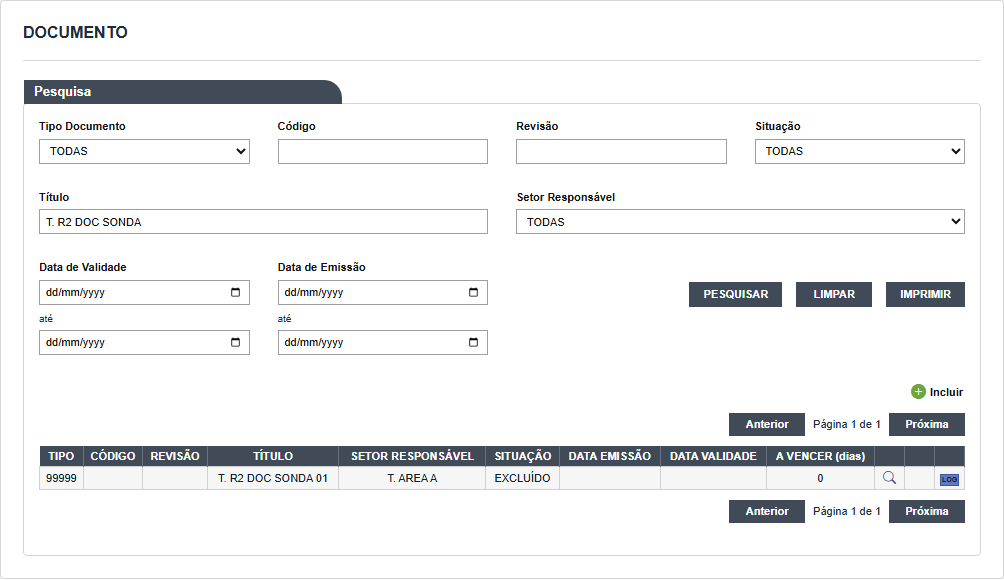 DOCUMENTO
Pesquisa
Tipo Documento Código Revisão Situação
TODAS TODAS
Título Setor Responsável
T. R2 DOC SONDA TODAS
Data de Validade Data de Emissão
dd/mm/yyyy dd/mm/yyyy PESQUISAR LIMPAR IMPRIMIR
até até
dd/mm/yyyy dd/mm/yyyy
Incluir
Anterior Página 1 de 1 Próxima
TIPO CÓDIGO REVISÃO TÍTULO SETOR RESPONSÁVEL SITUAÇÃO DATA EMISSÃO DATA VALIDADE A VENCER (dias)
99999 T. R2 DOC SONDA 01 T. AREA A EXCLUÍDO 0 LOG
Anterior Página 1 de 1 Próxima